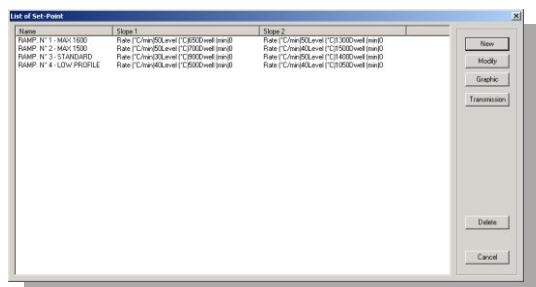 List of Set-Point
Name Slope 1 Slope 2
RAMP. N° 1 - MAX 1600 Rate (°C/min)50Level (°C)650Dwell (min)0 Rate (°C/min)50Level (°C)1300Dwell (min)0
RAMP. N° 2 - MAX 1500 Rate (°C/min)50Level (°C)700Dwell (min)0 Rate (°C/min)40Level (°C)1500Dwell (min)0
RAMP. N° 3 - STANDARD Rate (°C/min)30Level (°C)900Dwell (min)0 Rate (°C/min)50Level (°C)1400Dwell (min)0
RAMP. N° 4 - LOW PROFILE Rate (°C/min)40Level (°C)500Dwell (min)0 Rate (°C/min)40Level (°C)1050Dwell (min)0
New
Modify
Graphic
Transmission
Delete
Cancel